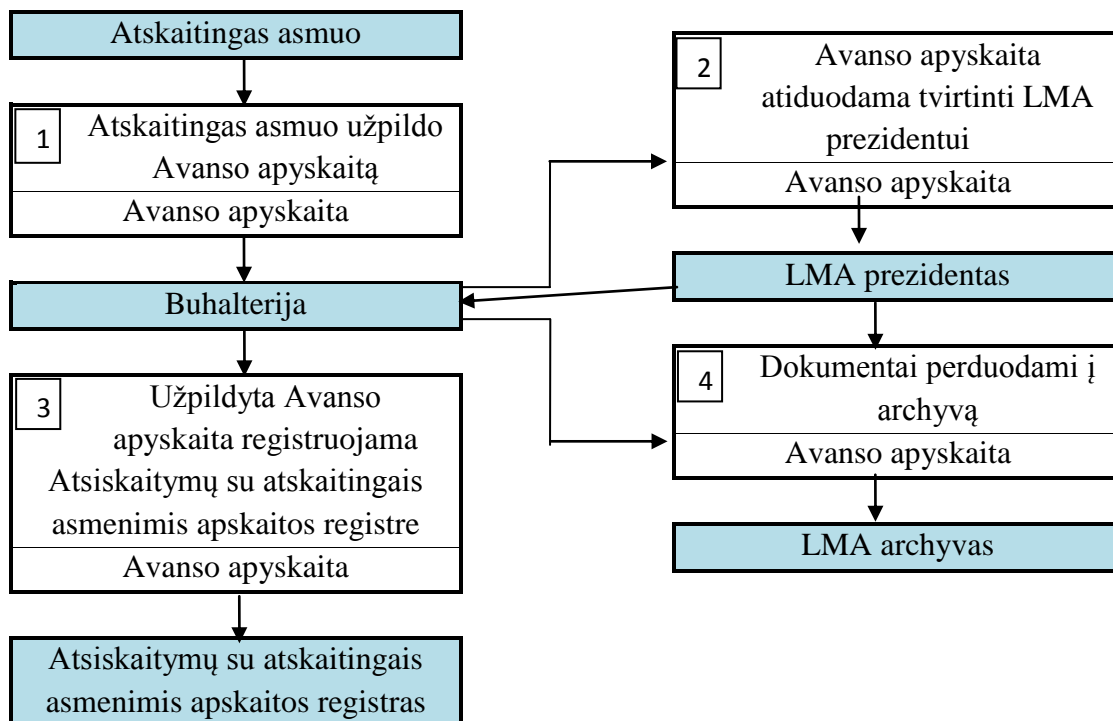 Atskaitingas asmuo
1
Atskaitingas asmuo užpildo
Avanso apyskaitą
Avanso apyskaita
Buhalterija
3
Užpildyta Avanso
apyskaita registruojama
Atsiskaitymų su atskaitingais
asmenimis apskaitos registre
Avanso apyskaita
Atsiskaitymų su atskaitingais
asmenimis apskaitos registras
2
Avanso apyskaita
atiduodama tvirtinti LMA
prezidentui
Avanso apyskaita
LMA prezidentas
4
Dokumentai perduodami į
archyvą
Avanso apyskaita
LMA archyvas